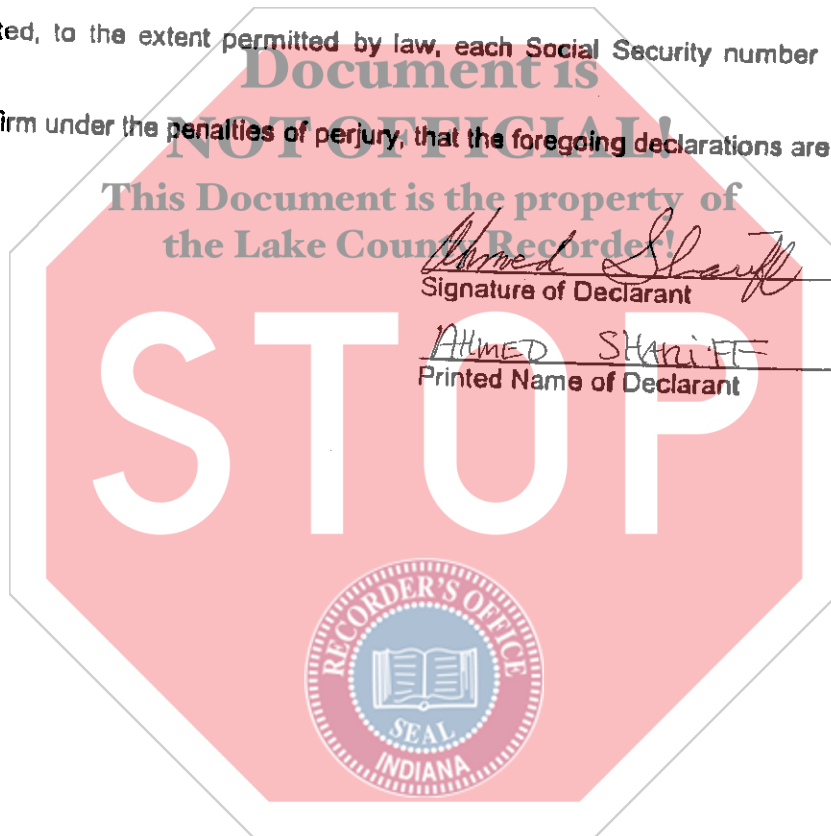 ted, to the extent permitted by law, each Social Security number
Document is
irm under the penalties of perjury, that the foregoing declarations are
NOT OFFICIAL!
This Document is the property of
the Lake County Recorder!
Ahmed Shariff
Signature of Declarant
AHMED SHARiFF
Printed Name of Declarant
STOP
RECORDER'S OFFICE
SEAL
INDIANA